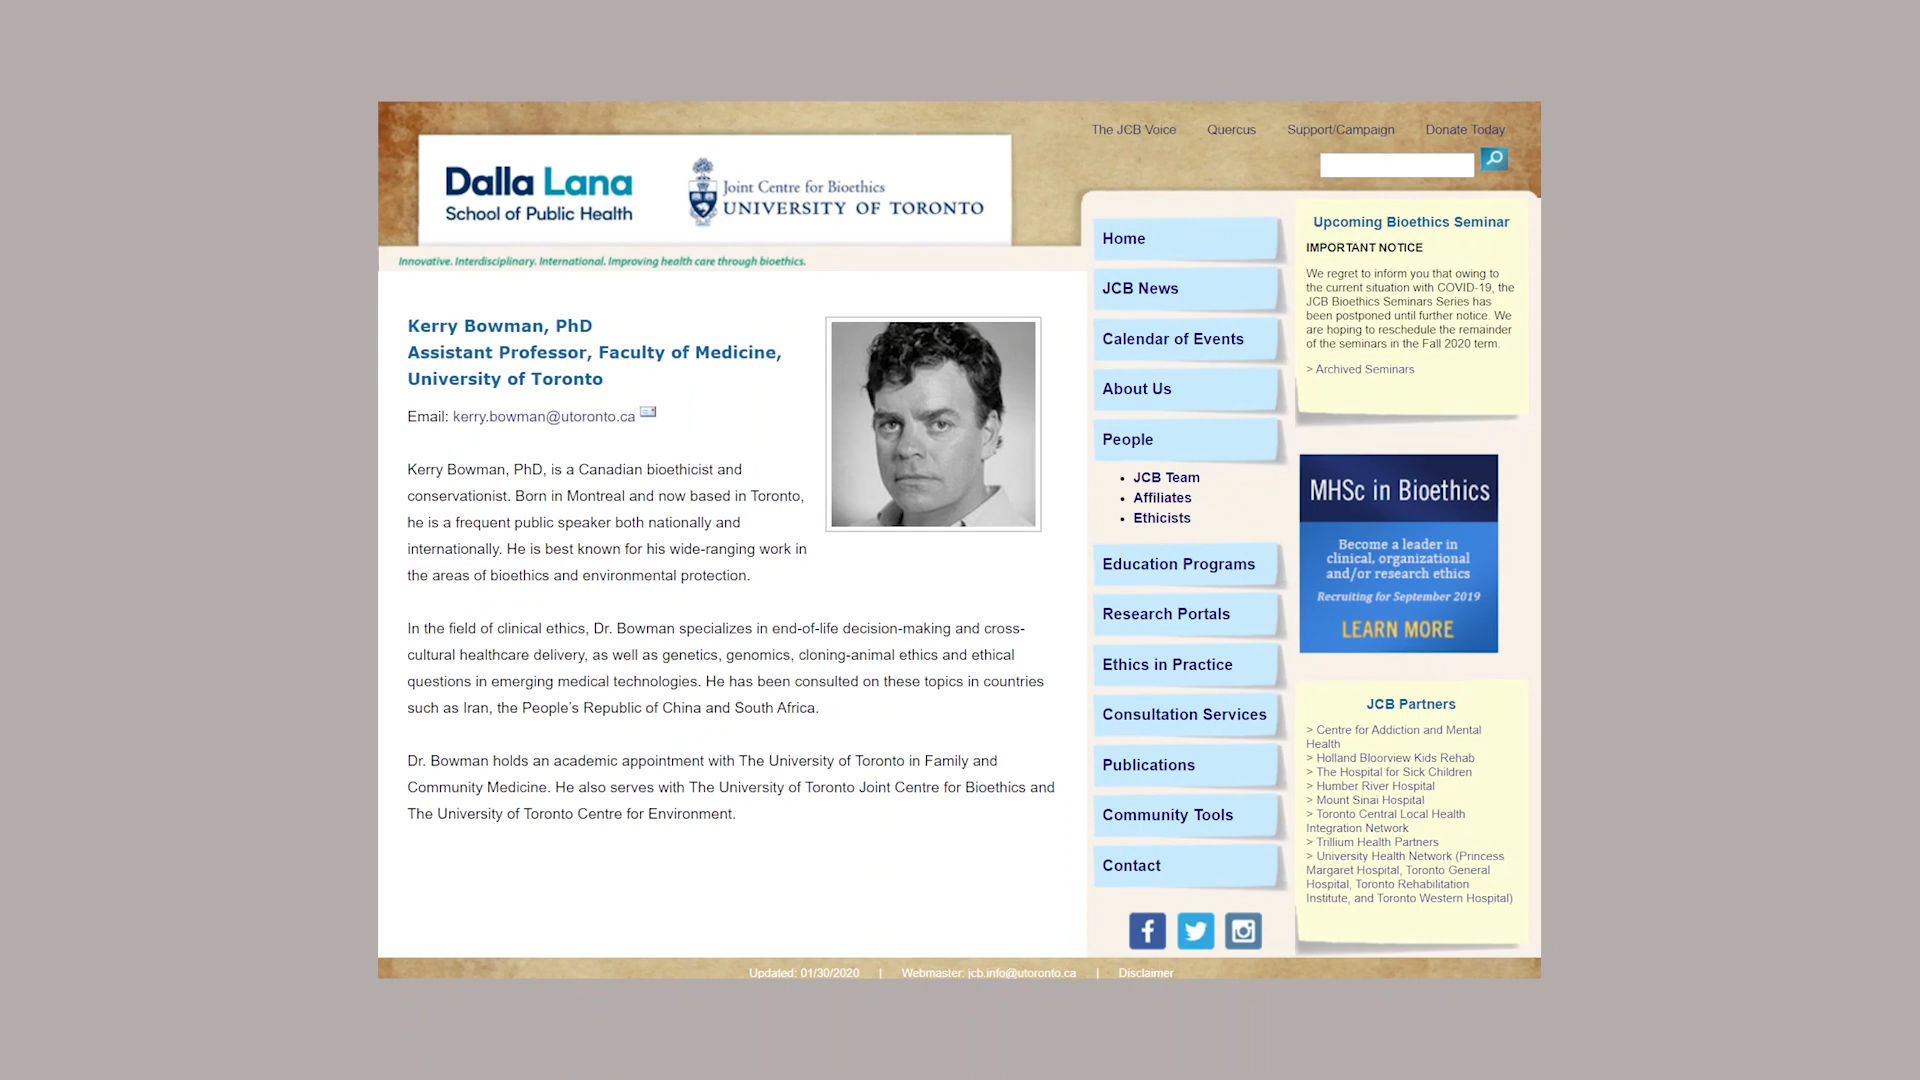 The JCB Voice Quercus Support/Campaign Donate Today
Dalla Lana
School of Public Health
Joint Centre for Bioethics
UNIVERSITY OF TORONTO
Innovative. Interdisciplinary. International. Improving health care through bioethics.
Kerry Bowman, PhD
Assistant Professor, Faculty of Medicine,
University of Toronto
Email: kerry.bowman@utoronto.ca
Kerry Bowman, PhD, is a Canadian bioethicist and
conservationist. Born in Montreal and now based in Toronto,
he is a frequent public speaker both nationally and
internationally. He is best known for his wide-ranging work in
the areas of bioethics and environmental protection.
In the field of clinical ethics, Dr. Bowman specializes in end-of-life decision-making and cross-
cultural healthcare delivery, as well as genetics, genomics, cloning-animal ethics and ethical
questions in emerging medical technologies. He has been consulted on these topics in countries
such as Iran, the People’s Republic of China and South Africa.
Dr. Bowman holds an academic appointment with The University of Toronto in Family and
Community Medicine. He also serves with The University of Toronto Joint Centre for Bioethics and
The University of Toronto Centre for Environment.
Home
JCB News
Calendar of Events
About Us
People
• JCB Team
• Affiliates
• Ethicists
Education Programs
Research Portals
Ethics in Practice
Consultation Services
Publications
Community Tools
Contact
Upcoming Bioethics Seminar
IMPORTANT NOTICE
We regret to inform you that owing to
the current situation with COVID-19, the
JCB Bioethics Seminars Series has
been postponed until further notice. We
are hoping to reschedule the remainder
of the seminars in the Fall 2020 term.
> Archived Seminars
MHSc in Bioethics
Become a leader in
clinical, organizational
and/or research ethics
Recruiting for September 2019
LEARN MORE
JCB Partners
> Centre for Addiction and Mental
Health
> Holland Bloorview Kids Rehab
> The Hospital for Sick Children
> Humber River Hospital
> Mount Sinai Hospital
> Toronto Central Local Health
Integration Network
> Trillium Health Partners
> University Health Network (Princess
Margaret Hospital, Toronto General
Hospital, Toronto Rehabilitation
Institute, and Toronto Western Hospital)
Updated: 01/30/2020 | Webmaster: jcb.info@utoronto.ca | Disclaimer